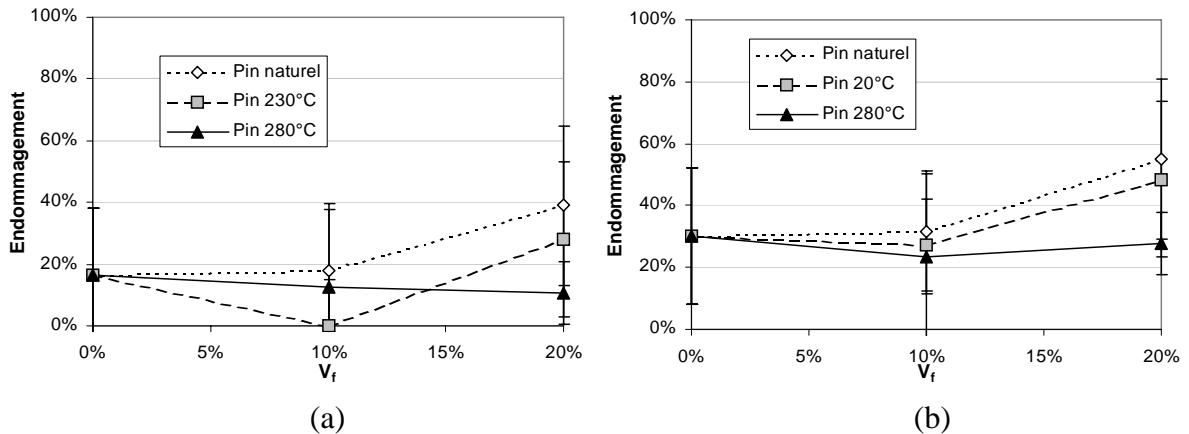 100%
80%
60%
40%
20%
0%
Endommagement
Pin naturel
Pin 230°C
Pin 280°C
0%
5%
10%
15%
20%
Vf
(a)
100%
80%
60%
40%
20%
0%
Endommagement
Pin naturel
Pin 20°C
Pin 280°C
0%
5%
10%
15%
20%
Vf
(b)